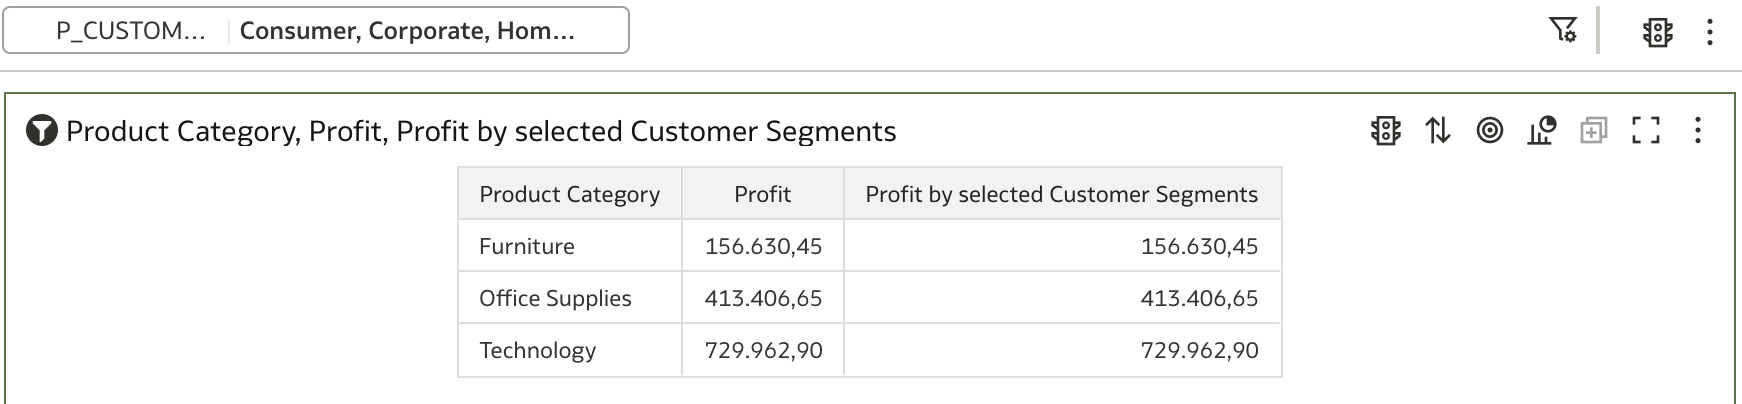 P_CUSTOM... Consumer, Corporate, Hom...
Product Category, Profit, Profit by selected Customer Segments
Product Category Profit Profit by selected Customer Segments
Furniture 156.630,45 156.630,45
Office Supplies 413.406,65 413.406,65
Technology 729.962,90 729.962,90